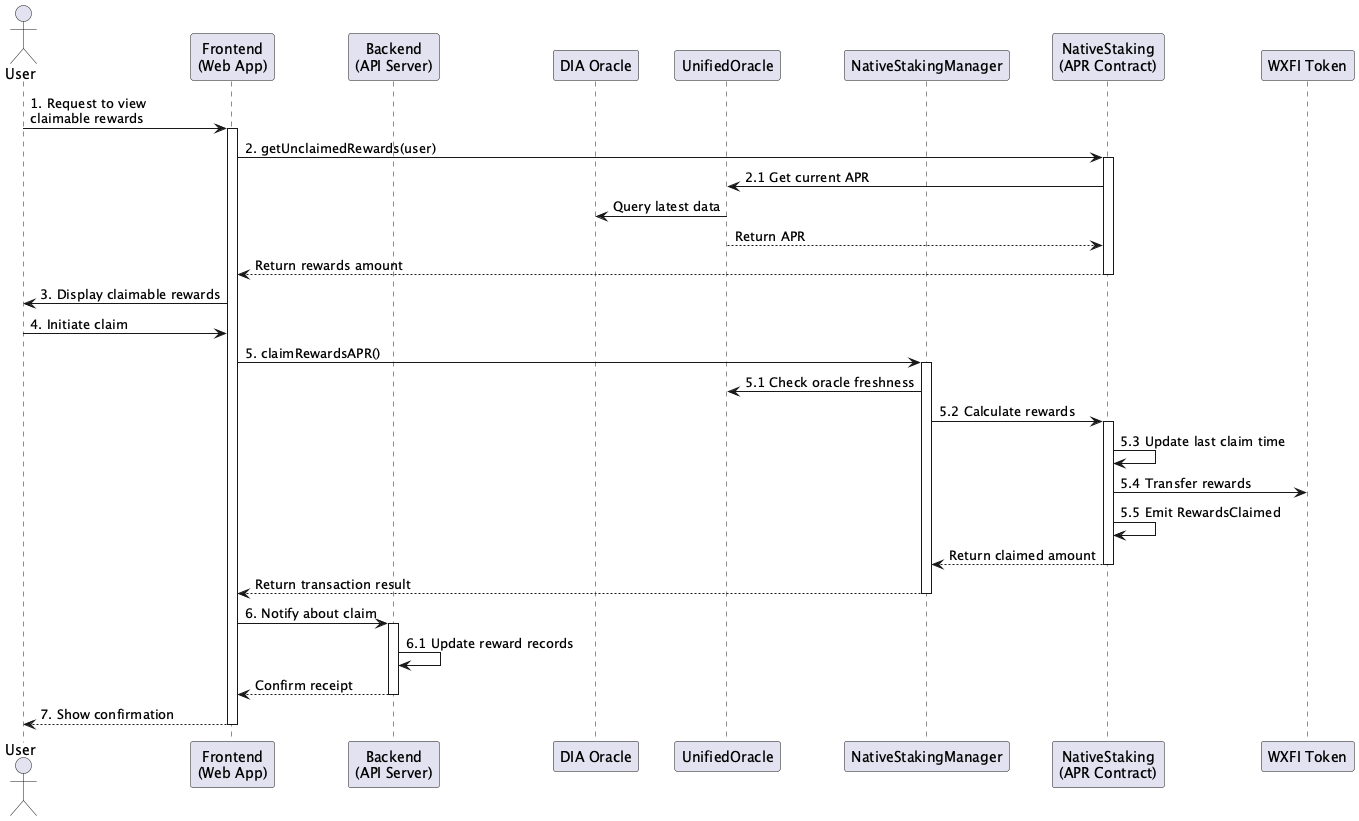 User
Frontend
(Web App)
Backend
(API Server)
DIA Oracle
UnifiedOracle
NativeStakingManager
NativeStaking
(APR Contract)
WXFI Token
1. Request to view
claimable rewards
2. getUnclaimedRewards(user)
2.1 Get current APR
Query latest data
Return APR
Return rewards amount
3. Display claimable rewards
4. Initiate claim
5. claimRewardsAPR()
5.1 Check oracle freshness
5.2 Calculate rewards
5.3 Update last claim time
5.4 Transfer rewards
5.5 Emit RewardsClaimed
Return claimed amount
Return transaction result
6. Notify about claim
6.1 Update reward records
Confirm receipt
7. Show confirmation
User
Frontend
(Web App)
Backend
(API Server)
DIA Oracle
UnifiedOracle
NativeStakingManager
NativeStaking
(APR Contract)
WXFI Token